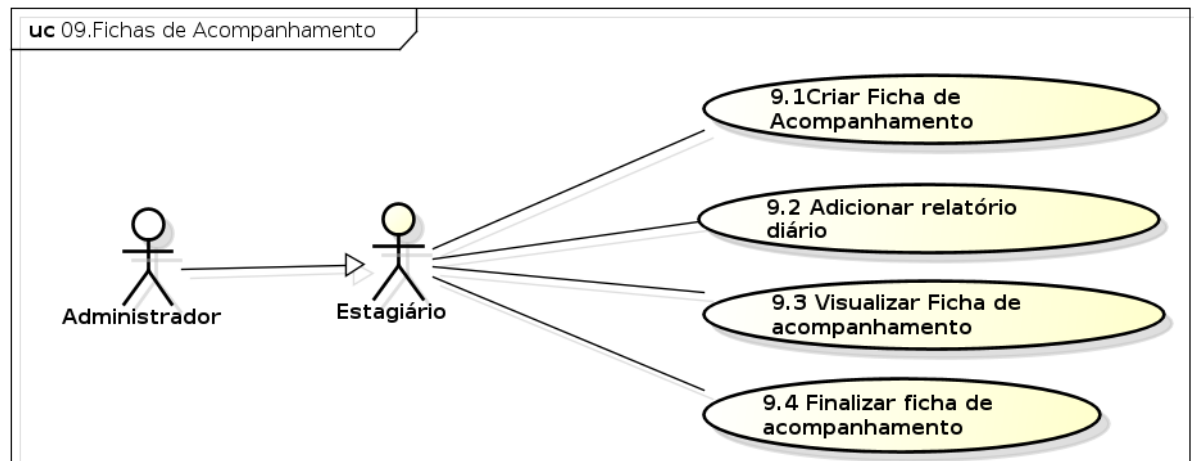 uc 09.Fichas de Acompanhamento
9.1Criar Ficha de
Acompanhamento
9.2 Adicionar relatório
diário
Administrador
Estagiário
9.3 Visualizar Ficha de
acompanhamento
9.4 Finalizar ficha de
acompanhamento